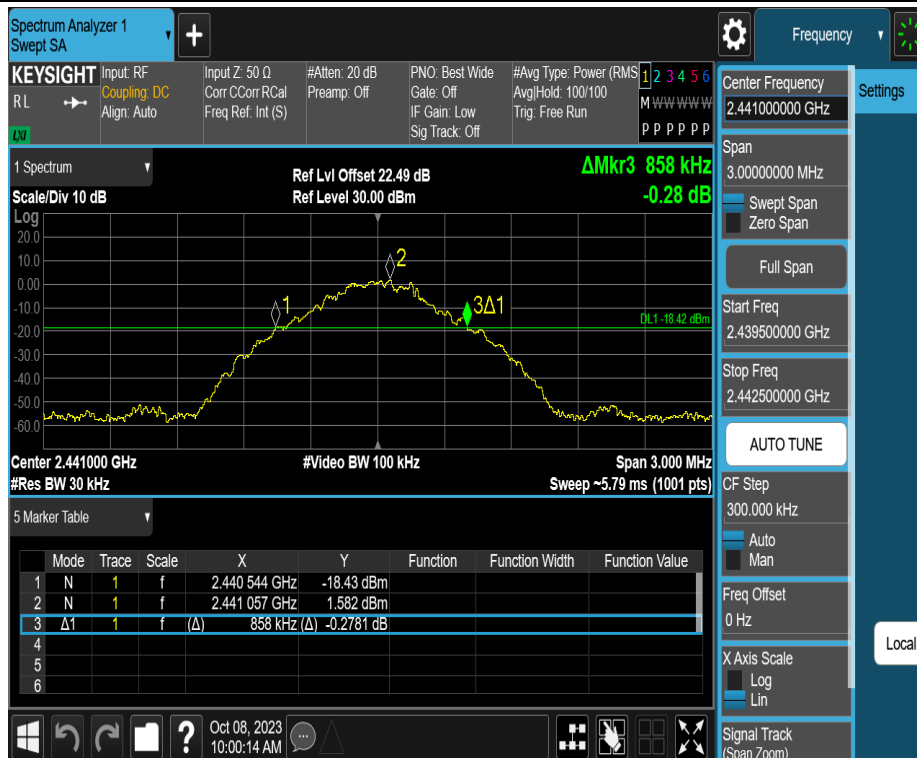 Spectrum Analyzer 1
Swept SA
+
Frequency
KEYSIGHT
RL
LXI
Input: RF
Coupling: DC
Align: Auto
Input Z: 50 Ω
Corr CCorr RCal
Freq Ref: Int (S)
#Atten: 20 dB
Preamp: Off
PNO: Best Wide
Gate: Off
IF Gain: Low
Sig Track: Off
#Avg Type: Power (RMS
Avg|Hold: 100/100
Trig: Free Run
1 2 3 4 5 6
M W W W W W
P P P P P P
1 Spectrum
Scale/Div 10 dB
Ref Lvl Offset 22.49 dB
Ref Level 30.00 dBm
ΔMkr3 858 kHz
-0.28 dB
Log
20.0
10.0
0.00
-10.0
-20.0
-30.0
-40.0
-50.0
-60.0
1
2
3Δ1
DL1 -18.42 dBm
Center 2.441000 GHz
#Video BW 100 kHz
Span 3.000 MHz
#Res BW 30 kHz
Sweep ~5.79 ms (1001 pts)
5 Marker Table
Mode Trace Scale X Y Function Function Width Function Value
1 N 1 f 2.440 544 GHz -18.43 dBm
2 N 1 f 2.441 057 GHz 1.582 dBm
3 Δ1 1 f (Δ) 858 kHz (Δ) -0.2781 dB
4
5
6
?
Oct 08, 2023
10:00:14 AM
Center Frequency
2.441000000 GHz
Settings
Span
3.00000000 MHz
Swept Span
Zero Span
Full Span
Start Freq
2.439500000 GHz
Stop Freq
2.442500000 GHz
AUTO TUNE
CF Step
300.000 kHz
Auto
Man
Freq Offset
0 Hz
Local
X Axis Scale
Log
Lin
Signal Track
(Span Zoom)